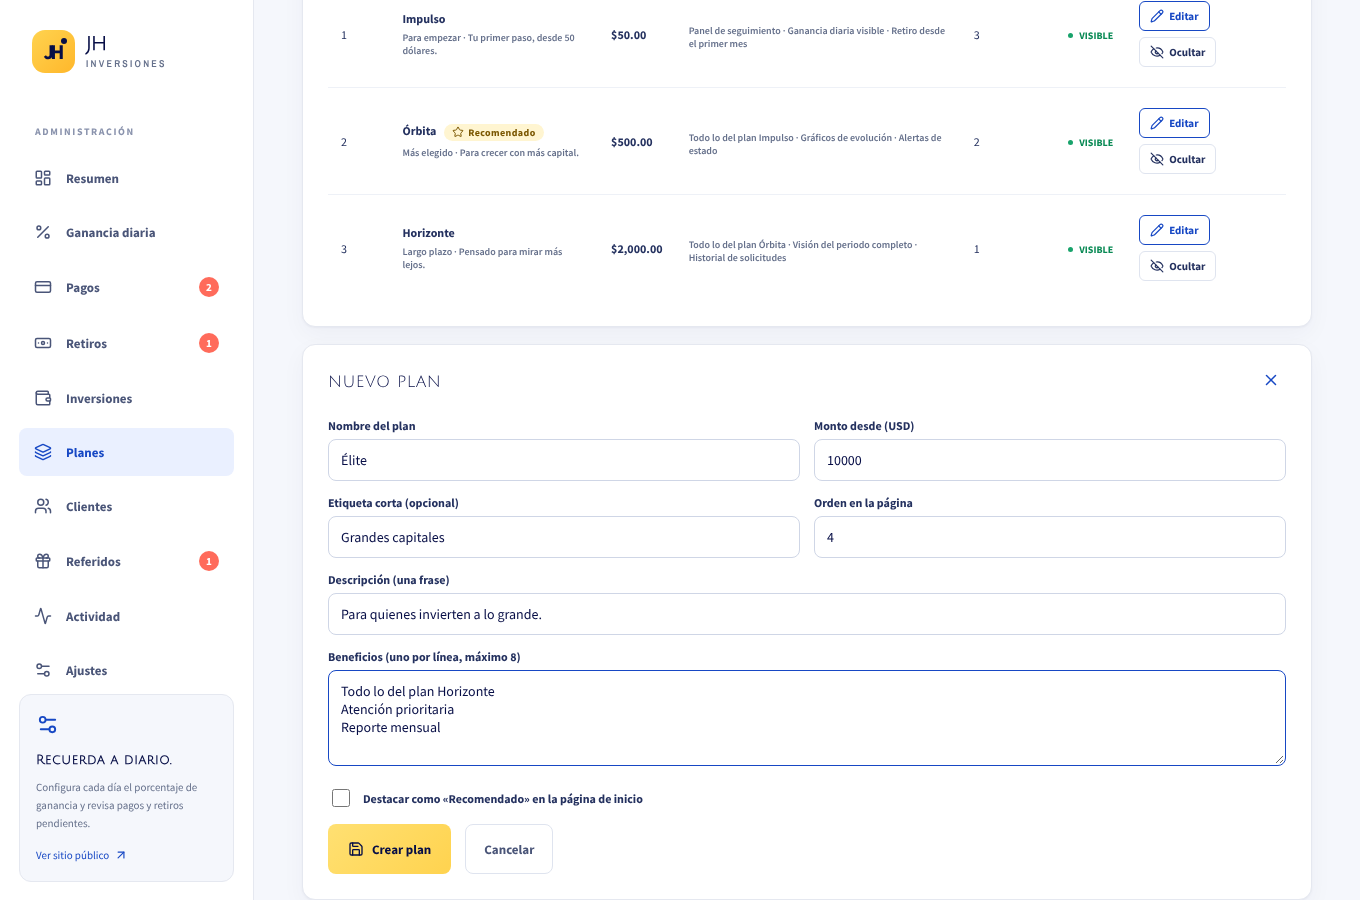 JH
JH
INVERSIONES
ADMINISTRACIÓN
Resumen
Ganancia diaria
Pagos
2
Retiros
1
Inversiones
Planes
Clientes
Referidos
1
Actividad
Ajustes
RECUERDA A DIARIO.
Configura cada día el porcentaje de
ganancia y revisa pagos y retiros
pendientes.
Ver sitio público
1
Impulso
Para empezar · Tu primer paso, desde 50
dólares.
$50.00
Panel de seguimiento · Ganancia diaria visible · Retiro desde
el primer mes
3
VISIBLE
Editar
Ocultar
2
Órbita
Recomendado
Más elegido · Para crecer con más capital.
$500.00
Todo lo del plan Impulso · Gráficos de evolución · Alertas de
estado
2
VISIBLE
Editar
Ocultar
3
Horizonte
Largo plazo · Pensado para mirar más
lejos.
$2,000.00
Todo lo del plan Órbita · Visión del periodo completo ·
Historial de solicitudes
1
VISIBLE
Editar
Ocultar
NUEVO PLAN
Nombre del plan
Élite
Monto desde (USD)
10000
Etiqueta corta (opcional)
Grandes capitales
Orden en la página
4
Descripción (una frase)
Para quienes invierten a lo grande.
Beneficios (uno por línea, máximo 8)
Todo lo del plan Horizonte
Atención prioritaria
Reporte mensual
Destacar como «Recomendado» en la página de inicio
Crear plan
Cancelar